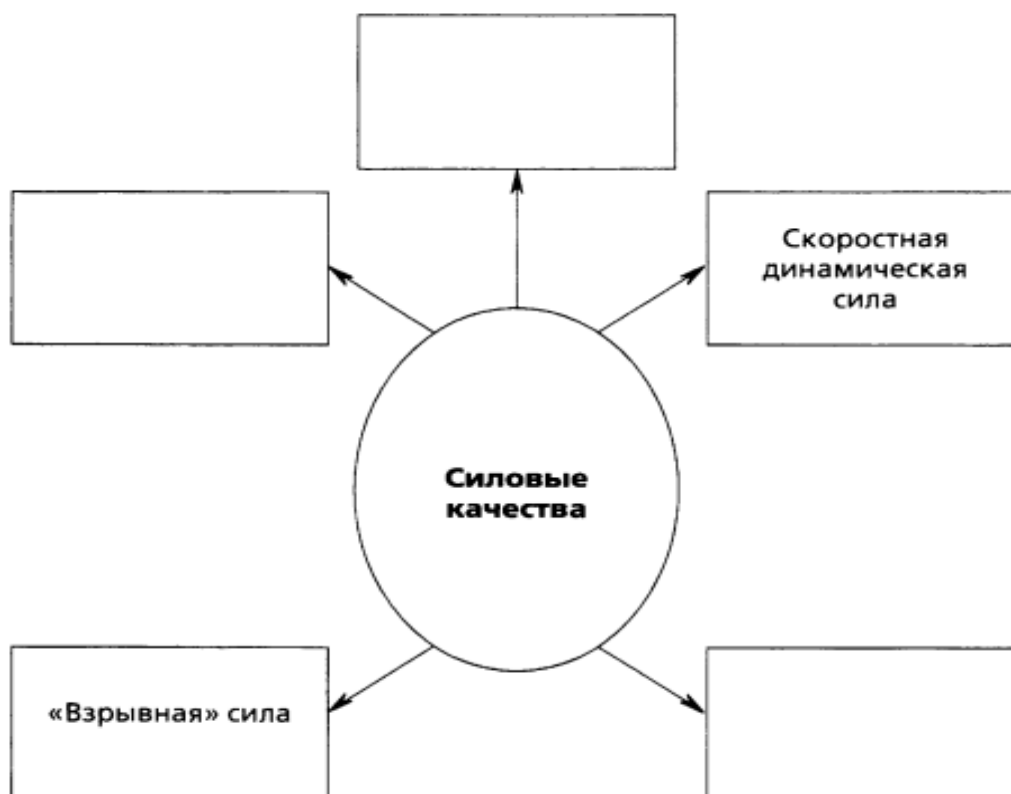 Скоростная
динамическая
сила
Силовые
качества
«Взрывная» сила